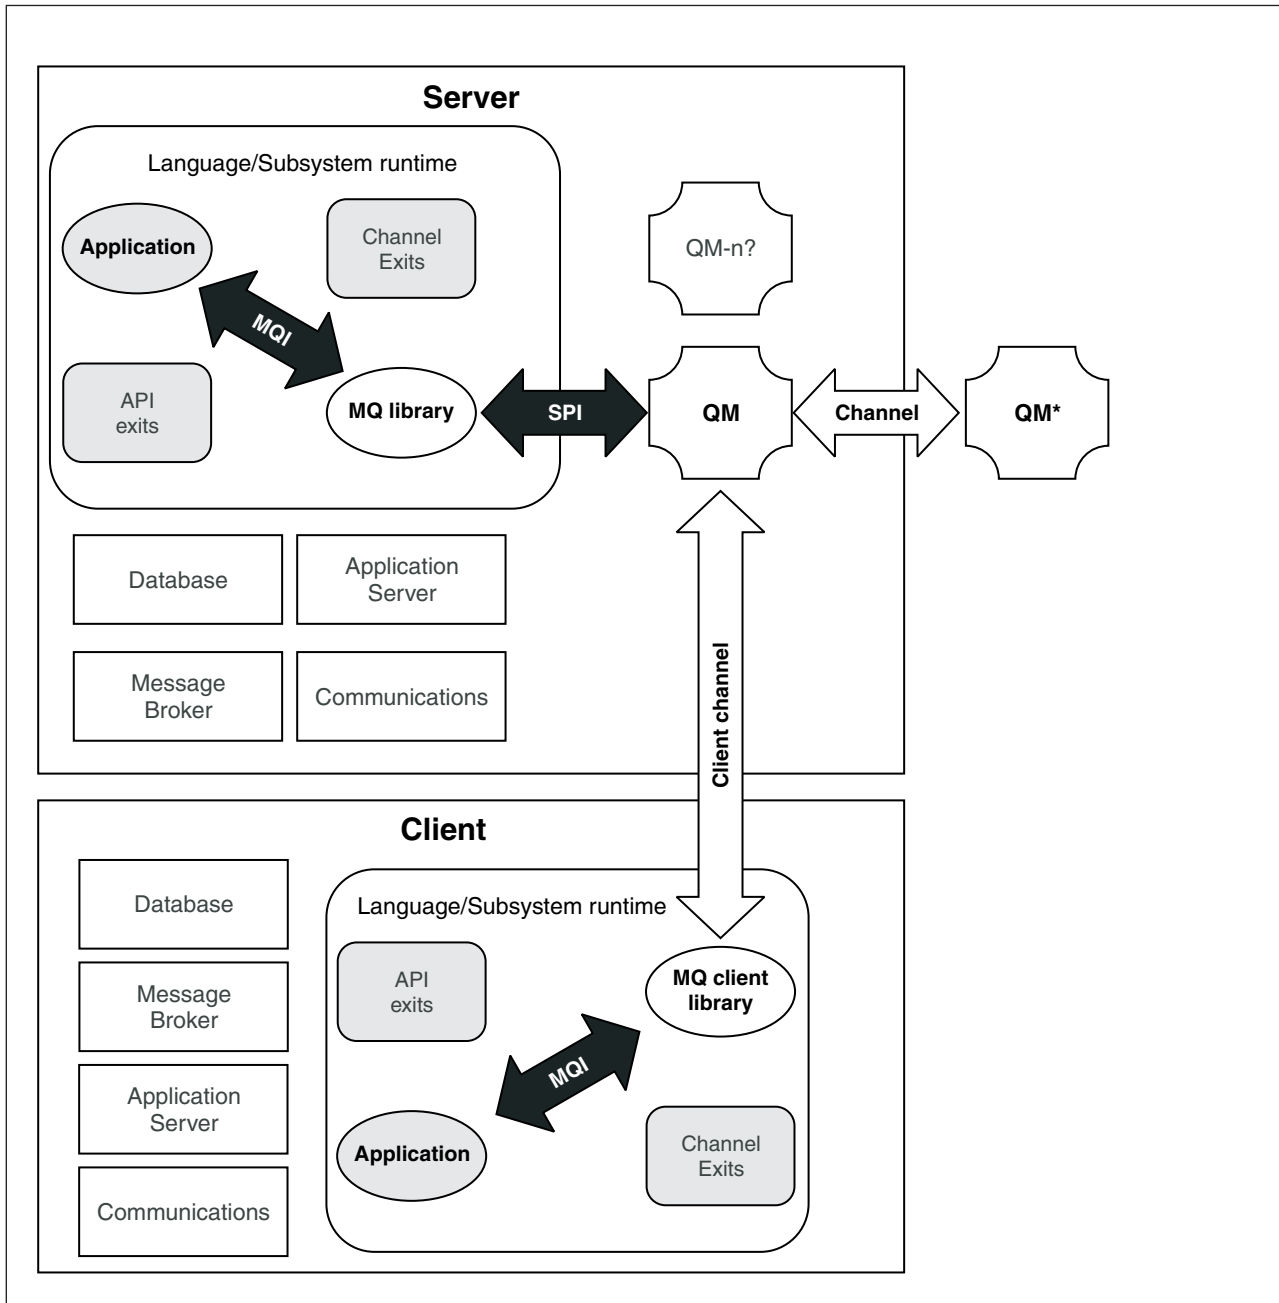 Server
Language/Subsystem runtime
Application
Channel
Exits
QM-n?
MQI
API
exits
MQ library
SPI
QM
Channel
QM*
Database
Application
Server
Message
Broker
Communications
Client channel
Client
Database
Language/Subsystem runtime
API
exits
MQ client
library
Message
Broker
MQI
Application
Server
Application
Channel
Exits
Communications